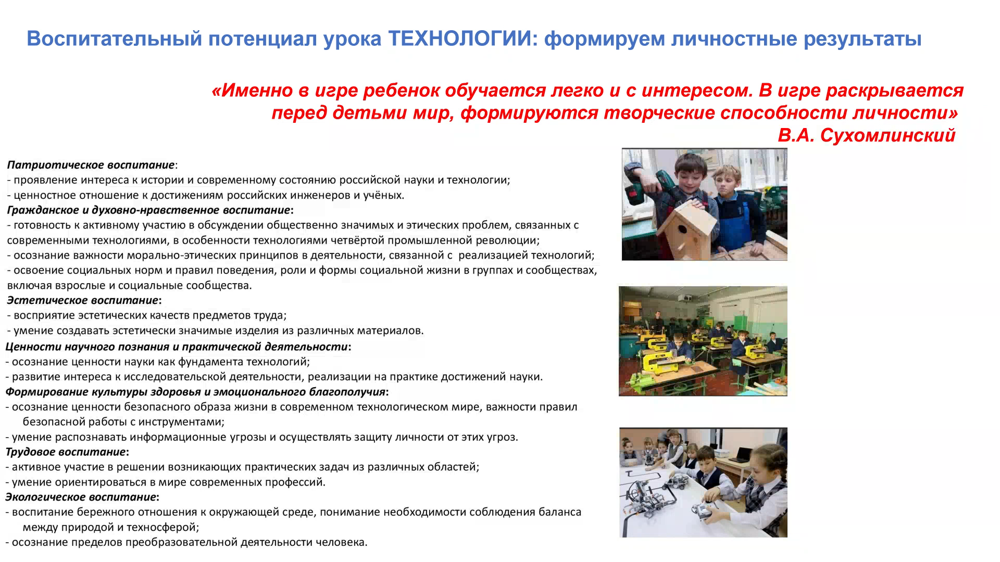 Воспитательный потенциал урока ТЕХНОЛОГИИ: формируем личностные результаты
«Именно в игре ребенок обучается легко и с интересом. В игре раскрывается
перед детьми мир, формируются творческие способности личности»
В.А. Сухомлинский
Патриотическое воспитание:
- проявление интереса к истории и современному состоянию российской науки и технологии;
- ценностное отношение к достижениям российских инженеров и учёных.
Гражданское и духовно-нравственное воспитание:
- готовность к активному участию в обсуждении общественно значимых и этических проблем, связанных с
современными технологиями, в особенности технологиями четвёртой промышленной революции;
- осознание важности морально-этических принципов в деятельности, связанной с реализацией технологий;
- освоение социальных норм и правил поведения, роли и формы социальной жизни в группах и сообществах,
включая взрослые и социальные сообщества.
Эстетическое воспитание:
- восприятие эстетических качеств предметов труда;
- умение создавать эстетически значимые изделия из различных материалов.
Ценности научного познания и практической деятельности:
- осознание ценности науки как фундамента технологий;
- развитие интереса к исследовательской деятельности, реализации на практике достижений науки.
Формирование культуры здоровья и эмоционального благополучия:
- осознание ценности безопасного образа жизни в современном технологическом мире, важности правил
безопасной работы с инструментами;
- умение распознавать информационные угрозы и осуществлять защиту личности от этих угроз.
Трудовое воспитание:
- активное участие в решении возникающих практических задач из различных областей;
- умение ориентироваться в мире современных профессий.
Экологическое воспитание:
- воспитание бережного отношения к окружающей среде, понимание необходимости соблюдения баланса
между природой и техносферой;
- осознание пределов преобразовательной деятельности человека.